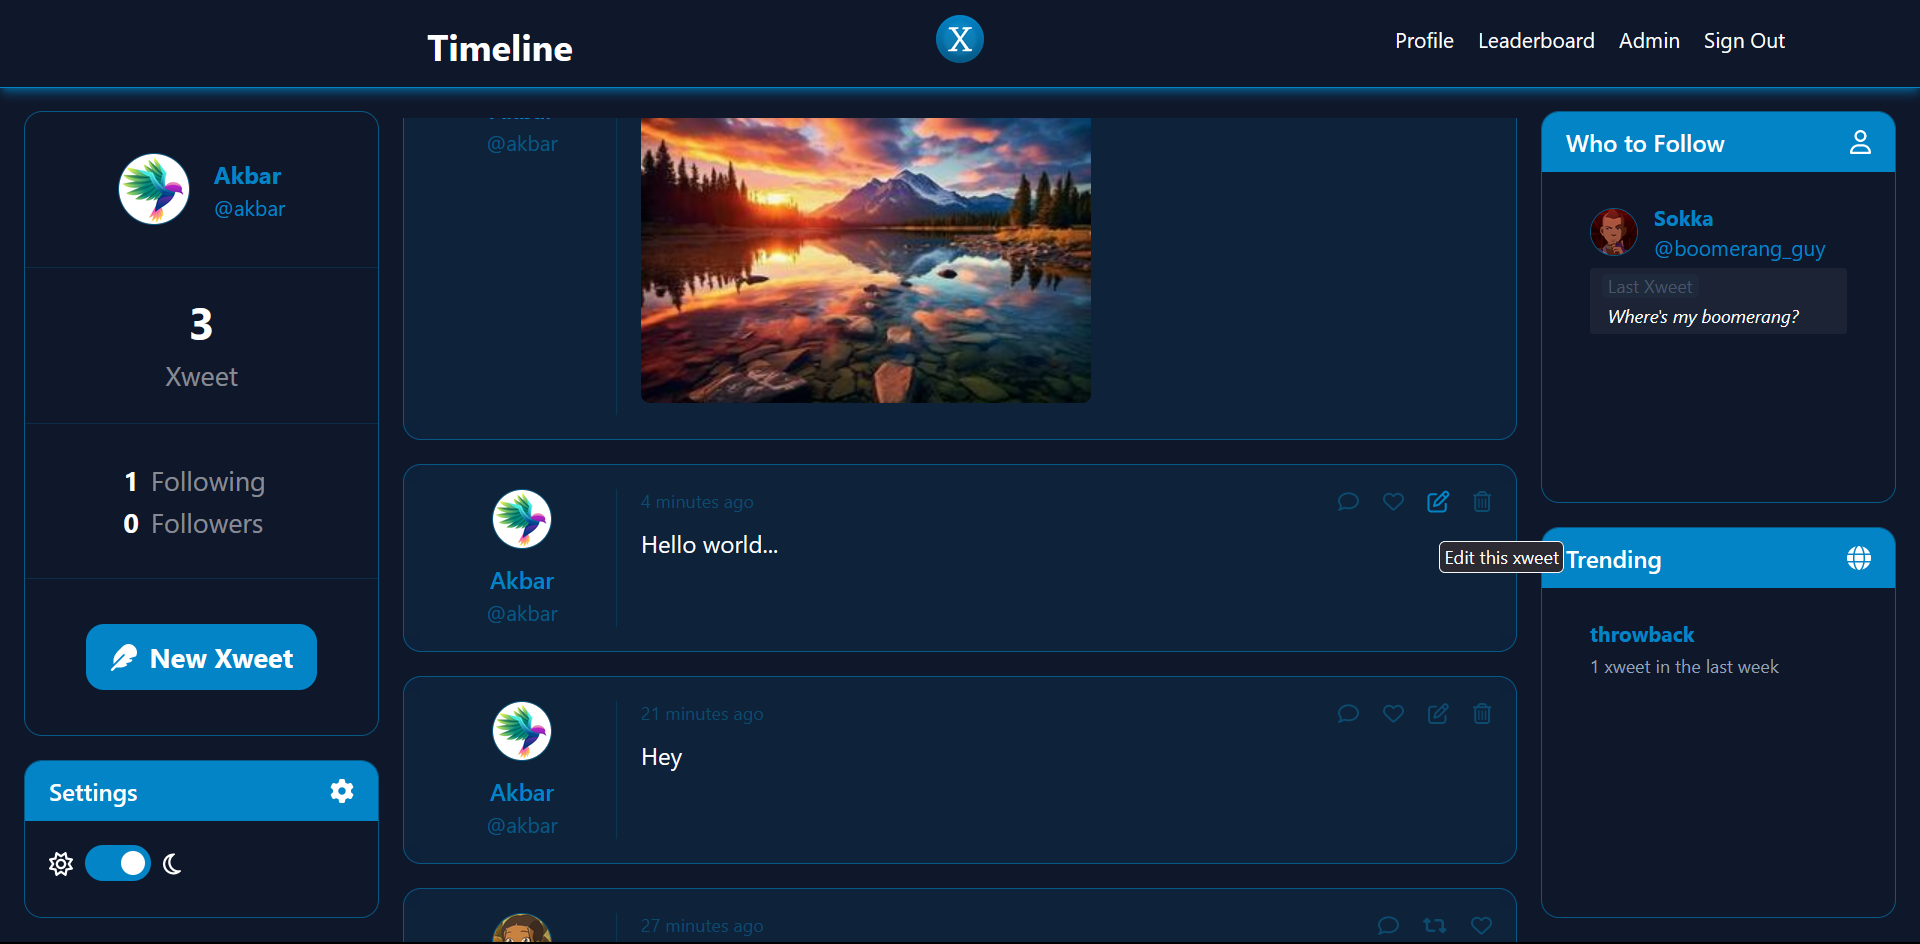 Timeline
X
Profile Leaderboard Admin Sign Out
Akbar
@akbar
3
Xweet
1 Following
0 Followers
New Xweet
Settings
@akbar
4 minutes ago
Hello world...
Akbar
@akbar
Edit this xweet
21 minutes ago
Hey
Akbar
@akbar
27 minutes ago
Who to Follow
Sokka
@boomerang_guy
Last Xweet
Where's my boomerang?
Trending
throwback
1 xweet in the last week